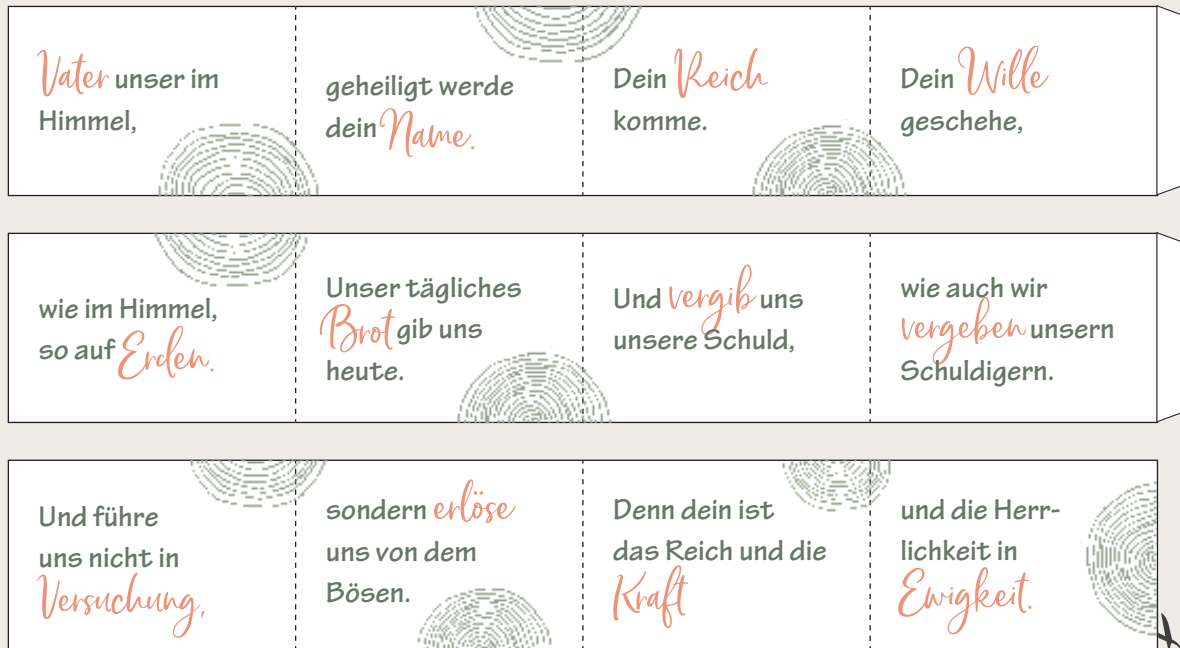 Vater unser im
Himmel,
geheiligt werde
dein Name.
Dein Reich
komme.
Dein Wille
geschehe,
wie im Himmel,
so auf Erden.
Unser tägliches
Brot gib uns
heute.
Und vergib uns
unsere Schuld,
wie auch wir
vergeben unsern
Schuldigern.
Und führe
uns nicht in
Versuchung,
sondern erlöse
uns von dem
Bösen.
Denn dein ist
das Reich und die
Kraft
und die Herr-
lichkeit in
Ewigkeit.